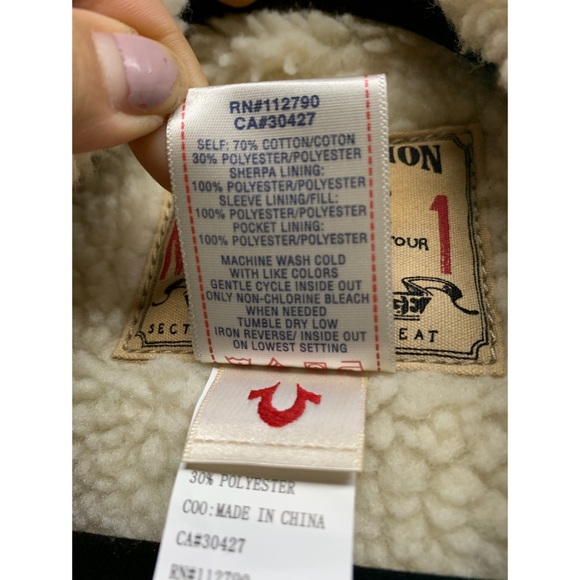 RN#112790
CA#30427
SELF: 70% COTTON/COTON
30% POLYESTER/POLYESTER
SHERPA LINING:
100% POLYESTER/POLYESTER
SLEEVE LINING/FILL:
100% POLYESTER/POLYESTER
POCKET LINING:
100% POLYESTER/POLYESTER
MACHINE WASH COLD
WITH LIKE COLORS
GENTLE CYCLE INSIDE OUT
ONLY NON-CHLORINE BLEACH
WHEN NEEDED
TUMBLE DRY LOW
IRON REVERSE/ INSIDE OUT
ON LOWEST SETTING
1
30% POLYESTER
COO:MADE IN CHINA
CA#30427
RN#112790